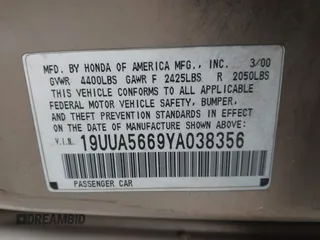 MFD. BY HONDA OF AMERICA MFG., INC. 3/00
GVWR 4400LBS GAWR F 2425LBS R 2050LBS
THIS VEHICLE CONFORMS TO ALL APPLICABLE
FEDERAL MOTOR VEHICLE SAFETY, BUMPER,
AND THEFT PREVENTION STANDARDS IN EFFECT
ON THE DATE OF MANUFACTURE SHOWN ABOVE.
V.I.N. 19UUA5669YA038356
PASSENGER CAR
DREAMBID